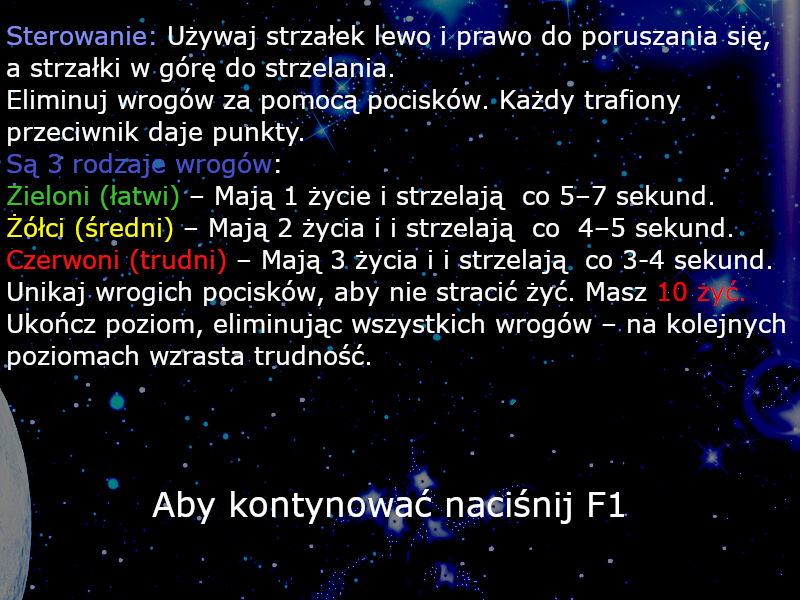 Sterowanie: Używaj strzałek lewo i prawo do poruszania się,
a strzałki w górę do strzelania.
Eliminuj wrogów za pomocą pocisków. Każdy trafiony
przeciwnik daje punkty.
Są 3 rodzaje wrogów:
Zieloni (łatwi) – Mają 1 życie i strzelają  co 5–7 sekund.
Żółci (średni) – Mają 2 życia i i strzelają  co  4–5 sekund.
Czerwoni (trudni) – Mają 3 życia i i strzelają  co 3-4 sekund.
Unikaj wrogich pocisków, aby nie stracić żyć. Masz 10 żyć.
Ukończ poziom, eliminując wszystkich wrogów – na kolejnych
poziomach wzrasta trudność.
Aby kontynować naciśnij F1